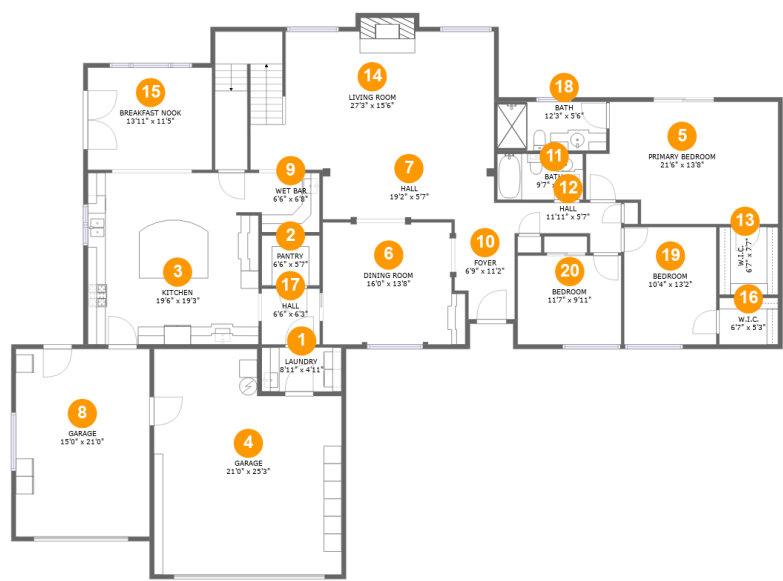 15
BREAKFAST NOOK
13'11" x 11'5"
14
LIVING ROOM
27'3" x 15'6"
18
BATH
12'3" x 5'6"
5
PRIMARY BEDROOM
21'6" x 13'8"
9
WET BAR
6'6" x 6'8"
7
HALL
19'2" x 5'7"
11
9'7"
12
HALL
11'11" x 5'7"
2
PANTRY
6'6" x 5'7"
3
KITCHEN
19'6" x 19'3"
6
DINING ROOM
16'0" x 13'8"
10
FOYER
6'9" x 11'2"
13
W.I.C.
6'7" x 7'7"
19
BEDROOM
10'4" x 13'2"
20
BEDROOM
11'7" x 9'11"
16
W.I.C.
6'7" x 5'3"
17
HALL
6'6" x 6'3"
1
LAUNDRY
8'11" x 4'11"
8
GARAGE
15'0" x 21'0"
4
GARAGE
21'0" x 25'3"